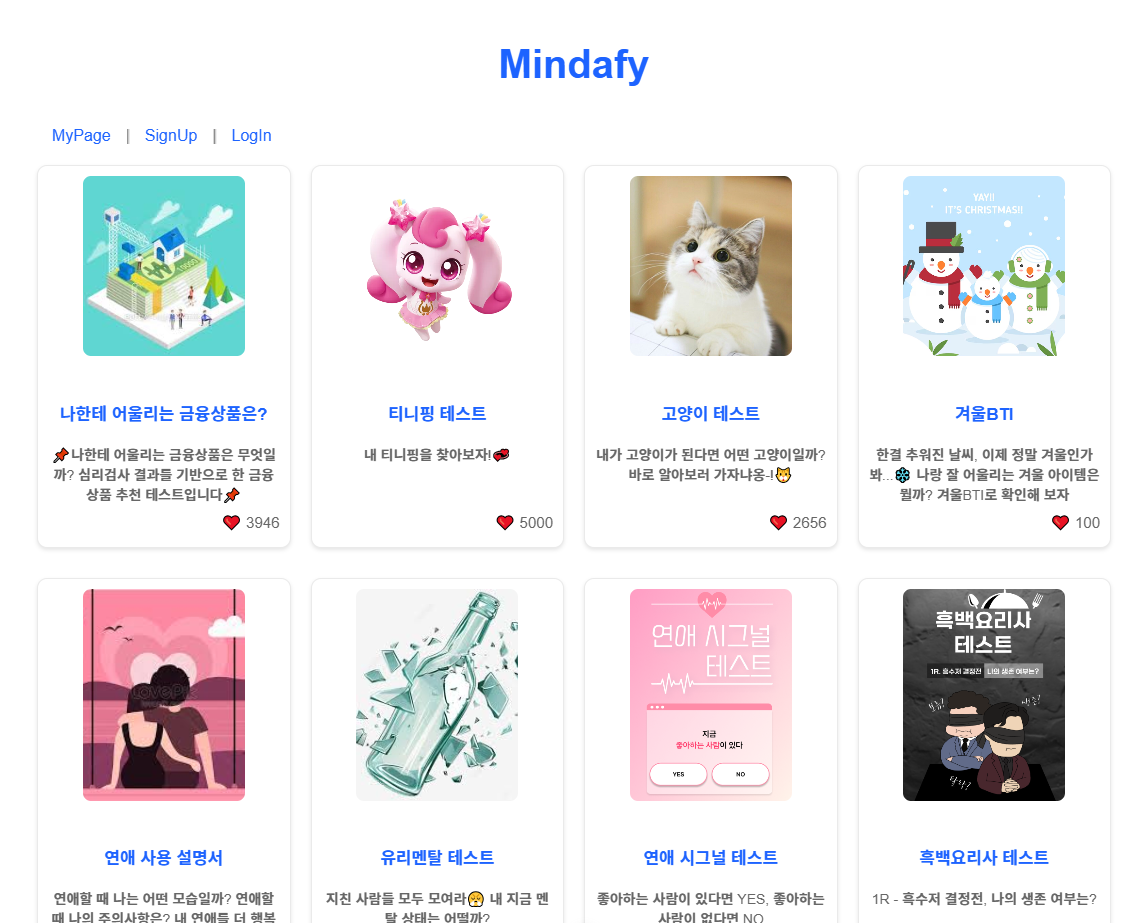 Mindafy
MyPage | SignUp | LogIn
YAY!!
IT'S CHRISTMAS!!
나한테 어울리는 금융상품은?
티니핑 테스트
고양이 테스트
겨울BTI
📌나한테 어울리는 금융상품은 무엇일
까? 심리검사 결과를 기반으로 한 금융
상품 추천 테스트입니다📌
내 티니핑을 찾아보자!💋
내가 고양이가 된다면 어떤 고양이일까?
바로 알아보러 가자냐옹-!🐱
한결 추워진 날씨, 이제 정말 겨울인가
봐...❄️ 나랑 잘 어울리는 겨울 아이템은
뭘까? 겨울BTI로 확인해 보자
❤️ 3946
❤️ 5000
❤️ 2656
❤️ 100
LovePik
연애 시그널
테스트
지금
좋아하는 사람이 있다
YES
NO
흑백요리사
테스트
1R. 흑수저 결정전
나의 생존 여부는?
보류?
생존?
탈락?
연애 사용 설명서
유리멘탈 테스트
연애 시그널 테스트
흑백요리사 테스트
연애할 때 나는 어떤 모습일까? 연애할
때 나의 주의사항은? 내 연애를 더 행복
지친 사람들 모두 모여라😤 내 지금 멘
탈 상태는 어떨까?
좋아하는 사람이 있다면 YES, 좋아하는
사람이 없다면 NO
1R - 흑수저 결정전, 나의 생존 여부는?